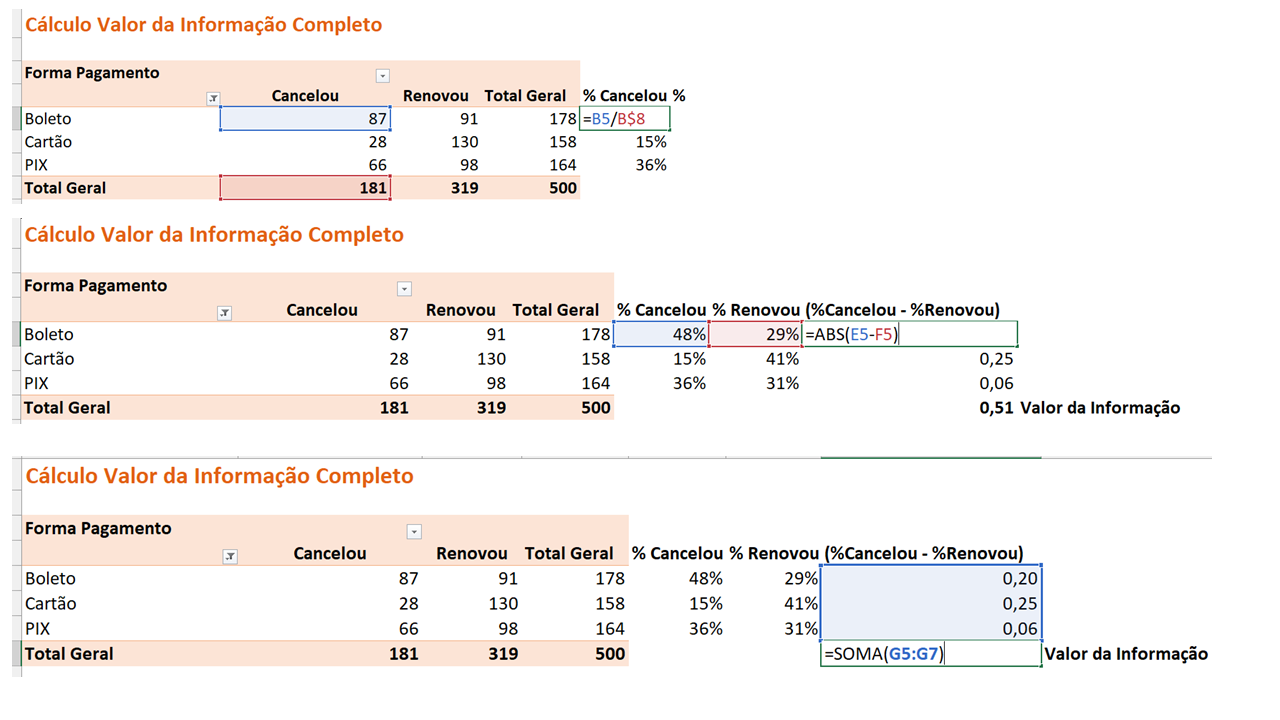 Cálculo Valor da Informação Completo
Forma Pagamento
Cancelou Renovou Total Geral % Cancelou %
Boleto 87 91 178 =B5/B$8
Cartão 28 130 158 15%
PIX 66 98 164 36%
Total Geral 181 319 500
Cálculo Valor da Informação Completo
Forma Pagamento
Cancelou Renovou Total Geral % Cancelou % Renovou (%Cancelou - %Renovou)
Boleto 87 91 178 48% 29% =ABS(E5-F5)
Cartão 28 130 158 15% 41% 0,25
PIX 66 98 164 36% 31% 0,06
Total Geral 181 319 500 0,51 Valor da Informação
Cálculo Valor da Informação Completo
Forma Pagamento
Cancelou Renovou Total Geral % Cancelou % Renovou (%Cancelou - %Renovou)
Boleto 87 91 178 48% 29% 0,20
Cartão 28 130 158 15% 41% 0,25
PIX 66 98 164 36% 31% 0,06
Total Geral 181 319 500 =SOMA(G5:G7) Valor da Informação